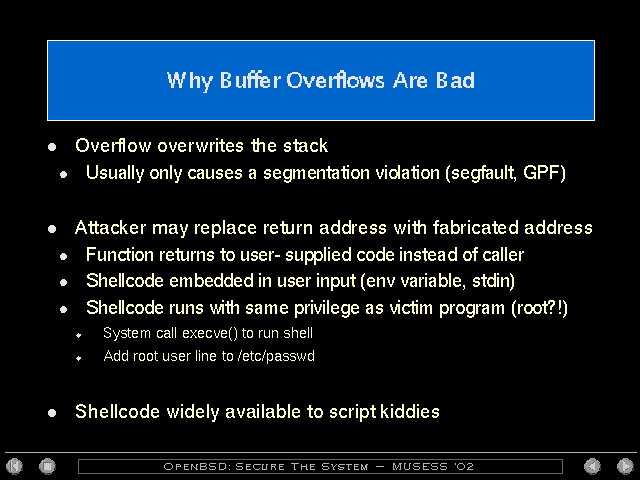 Why Buffer Overflows Are Bad
Overflow overwrites the stack
Usually only causes a segmentation violation (segfault, GPF)
Attacker may replace return address with fabricated address
Function returns to user- supplied code instead of caller
Shellcode embedded in user input (env variable, stdin)
Shellcode runs with same privilege as victim program (root?!)
System call execve() to run shell
Add root user line to /etc/passwd
Shellcode widely available to script kiddies
OpenBSD: Secure The System — MUSESS '02